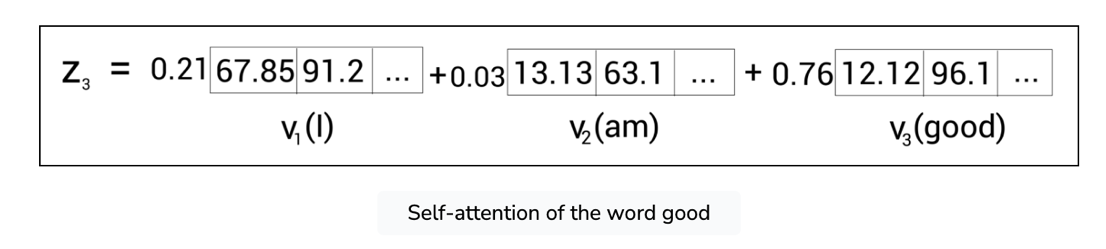 z₃ = 0.21 67.85 91.2 ... +0.03 13.13 63.1 ... + 0.76 12.12 96.1 ...
v₁(I) v₂(am) v₃(good)
Self-attention of the word good